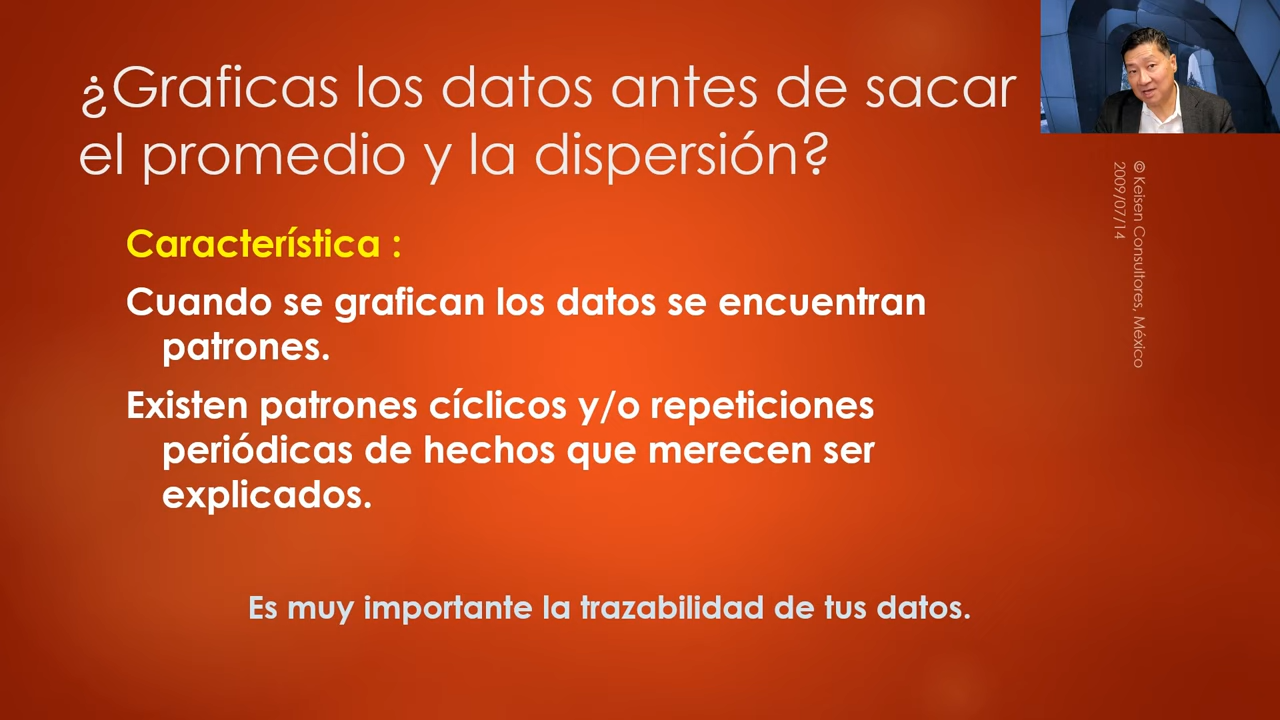 ¿Graficas los datos antes de sacar
el promedio y la dispersión?
Característica :
Cuando se grafican los datos se encuentran
patrones.
Existen patrones cíclicos y/o repeticiones
periódicas de hechos que merecen ser
explicados.
Es muy importante la trazabilidad de tus datos.
© Keisen Consultores, México
2009/07/14